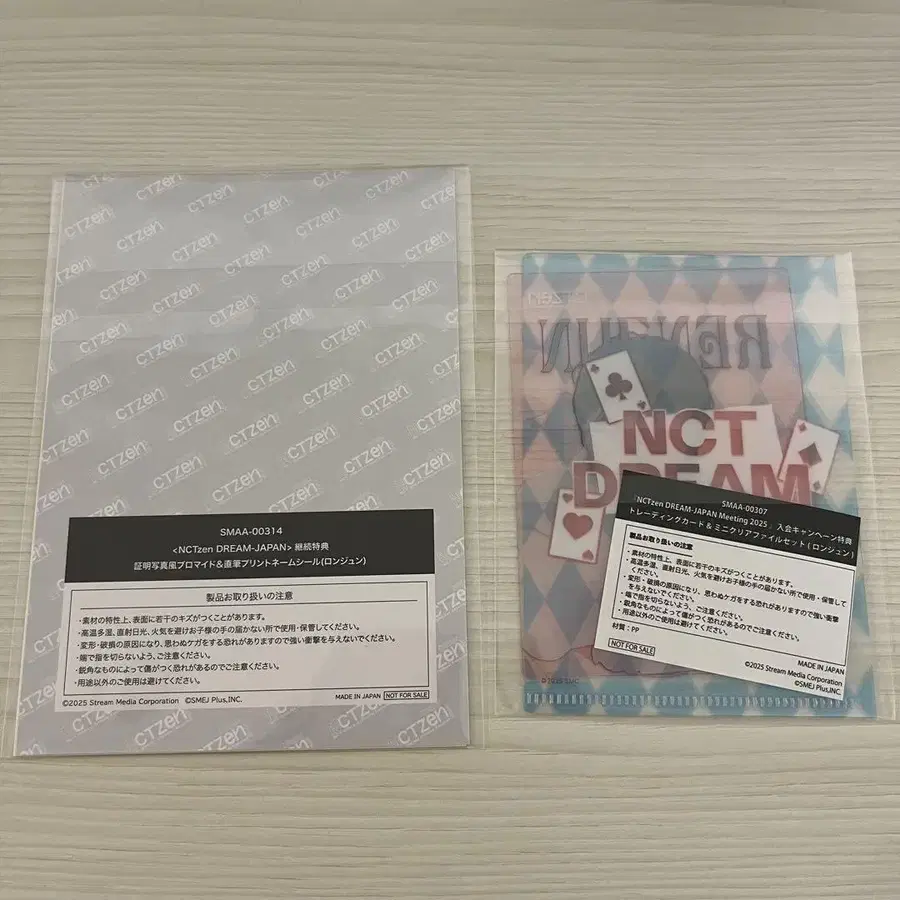 CTZen
SMAA-00314
<NCTzen DREAM-JAPAN> 継続特典
証明写真風ブロマイド＆直筆プリントネームシール(ロンジュン)
製品お取り扱いの注意
・素材の特性上、表面に若干のキズがつくことがあります。
・高温多湿、直射日光、火気を避けお子様の手の届かない所で使用・保管してください。
・変形・破損の原因になり、思わぬケガをする恐れがありますので強い衝撃を与えないでください。
・端で指を切らないよう、ご注意ください。
・鋭角なものによって傷がつく恐れがあるのでご注意ください。
・用途以外のご使用は避けてください。
MADE IN JAPAN NOT FOR SALE
©2025 Stream Media Corporation ©SMEJ Plus,INC.
CTZen
RENJUN
NCT
DREAM
SMAA-00307
「NCTzen DREAM-JAPAN Meeting 2025」入会キャンペーン特典
トレーディングカード＆ミニクリアファイルセット(ロンジュン)
製品お取り扱いの注意
・素材の特性上、表面に若干のキズがつくことがあります。
・高温多湿、直射日光、火気を避けお子様の手の届かない所で使用・保管して
ください。
・変形・破損の原因になり、思わぬケガをする恐れがありますので強い衝撃
を与えないでください。
・端で指を切らないよう、ご注意ください。
・鋭角なものによって傷がつく恐れがあるのでご注意ください。
・用途以外のご使用は避けてください。
材質：PP
NOT FOR SALE
MADE IN JAPAN
©2025 Stream Media Corporation
©SMEJ Plus,INC.